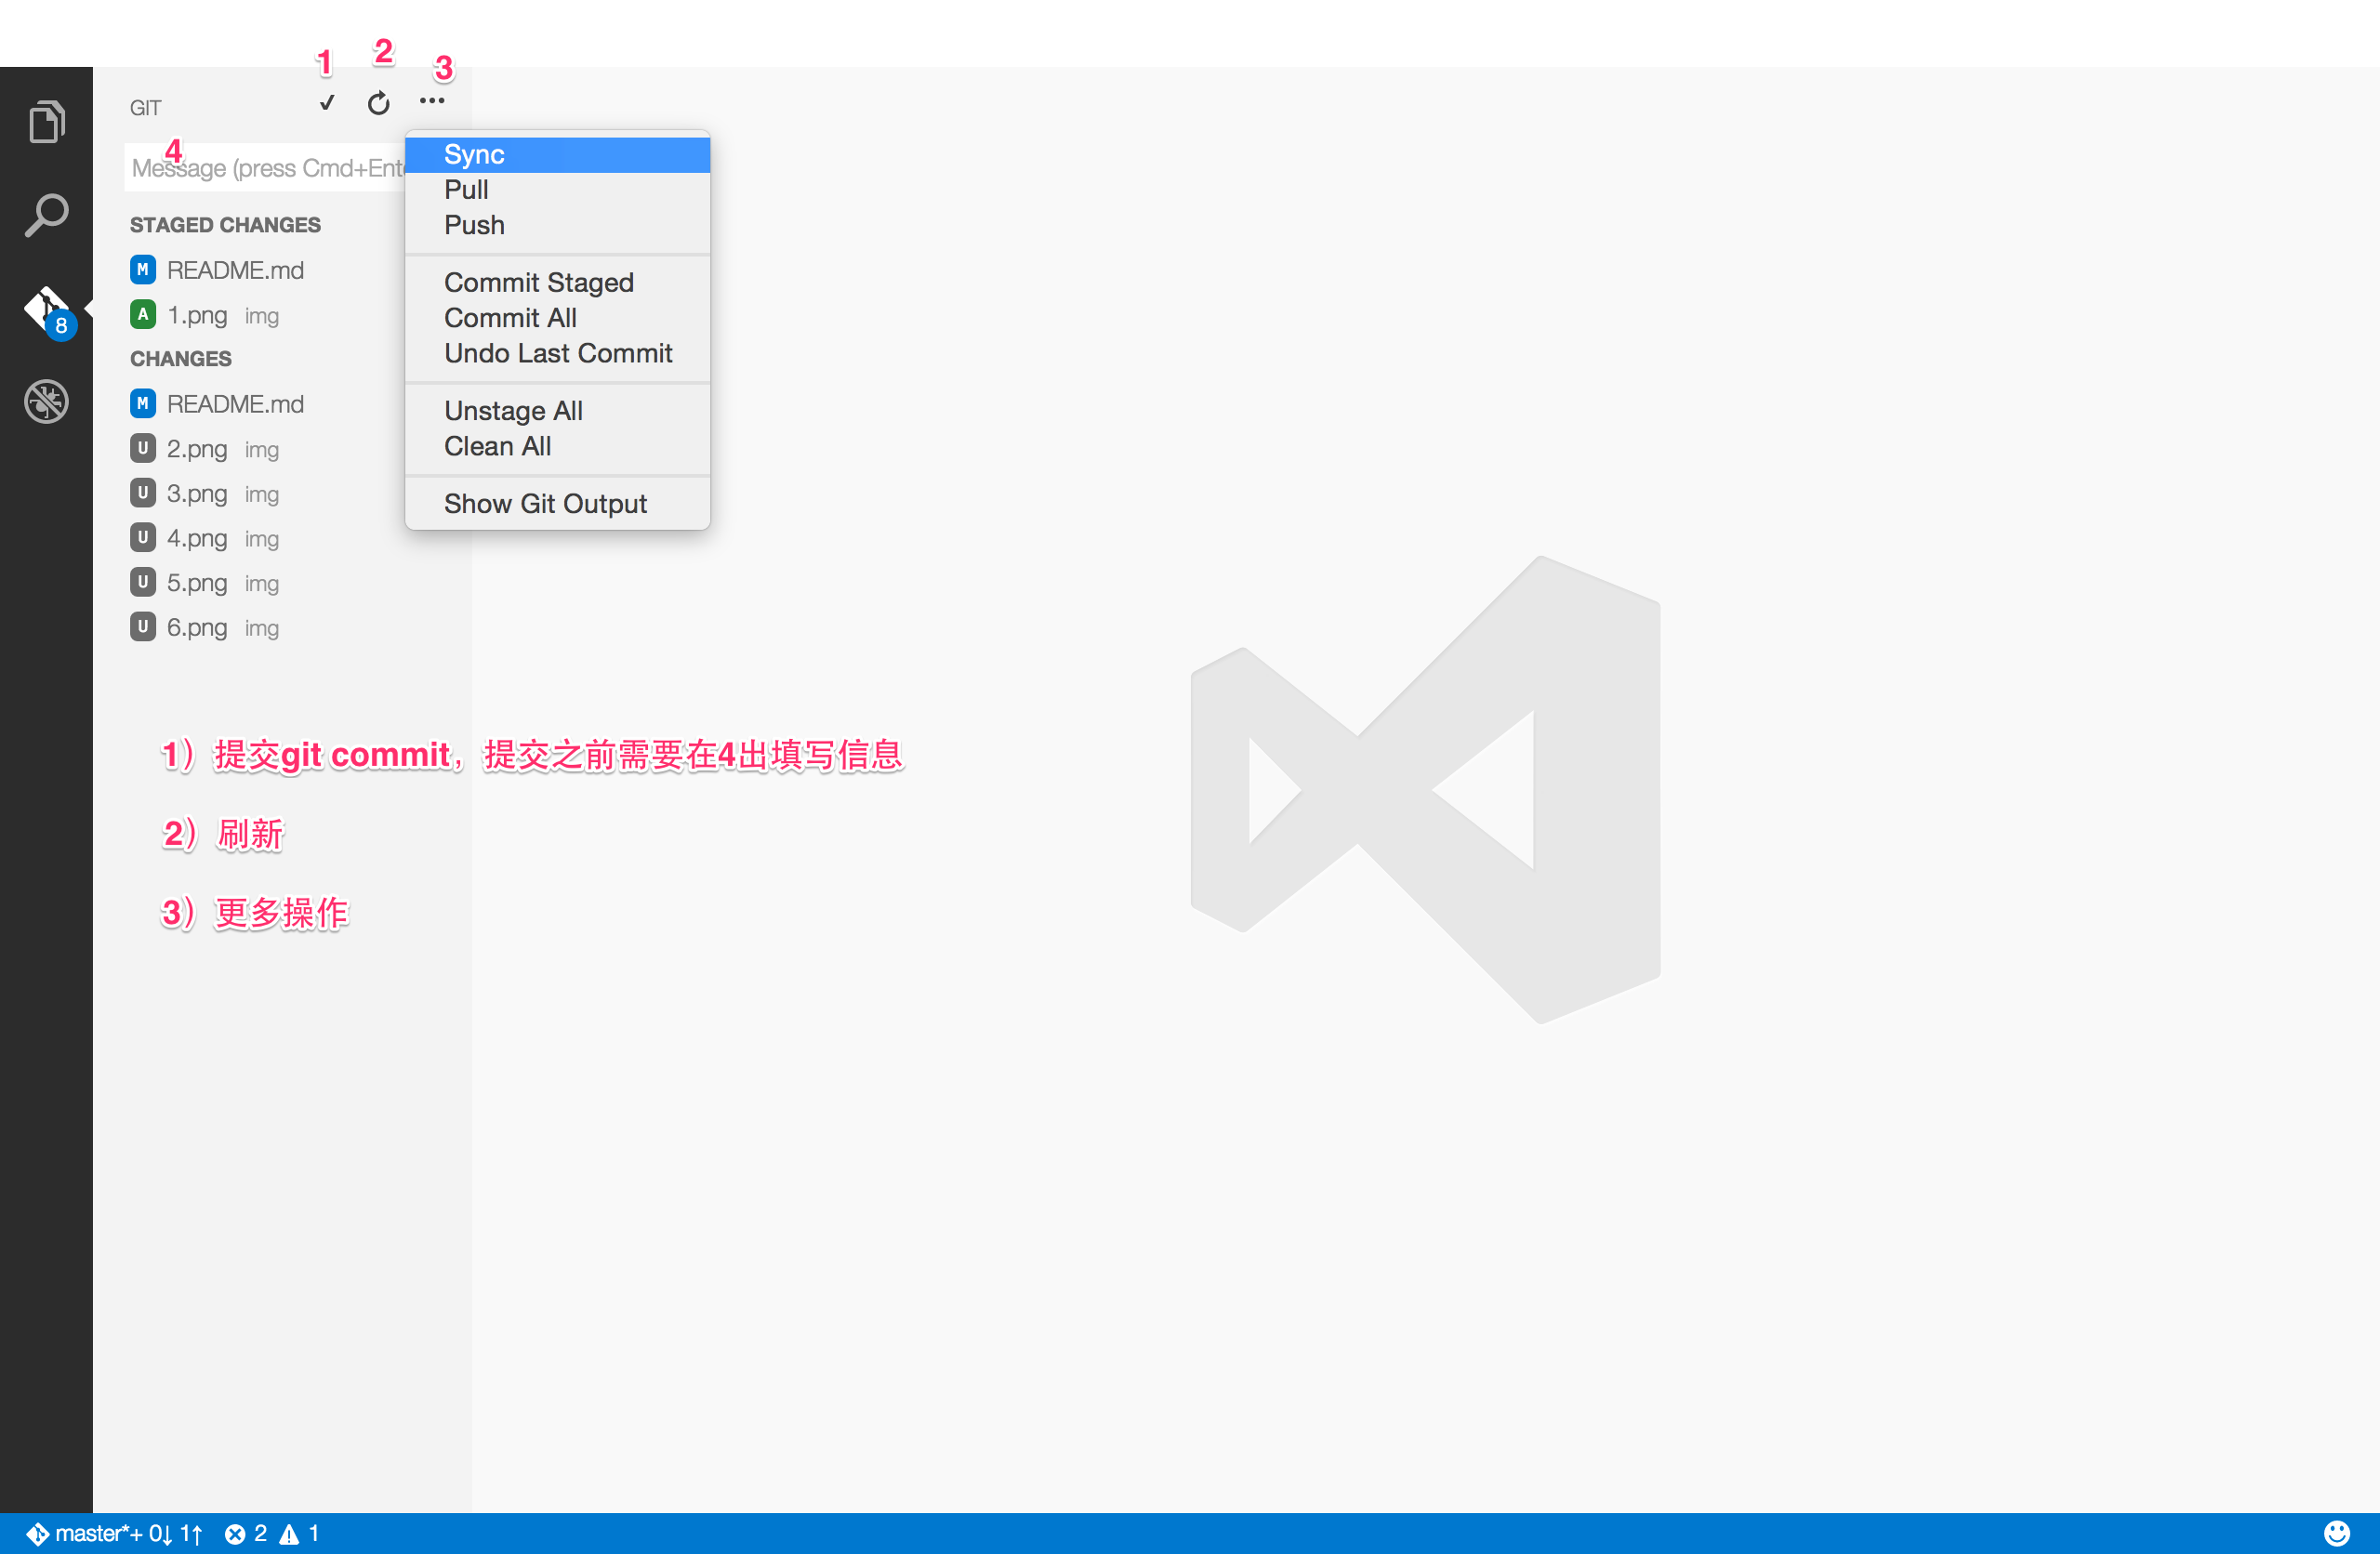 1
2
3
GIT
4
Message (press Cmd+Ente
Sync
Pull
Push
Commit Staged
Commit All
Undo Last Commit
Unstage All
Clean All
Show Git Output
STAGED CHANGES
M README.md
A 1.png img
8
CHANGES
M README.md
U 2.png img
U 3.png img
U 4.png img
U 5.png img
U 6.png img
1）提交git commit，提交之前需要在4出填写信息
2）刷新
3）更多操作
master*+ 0↓ 1↑ 2 1